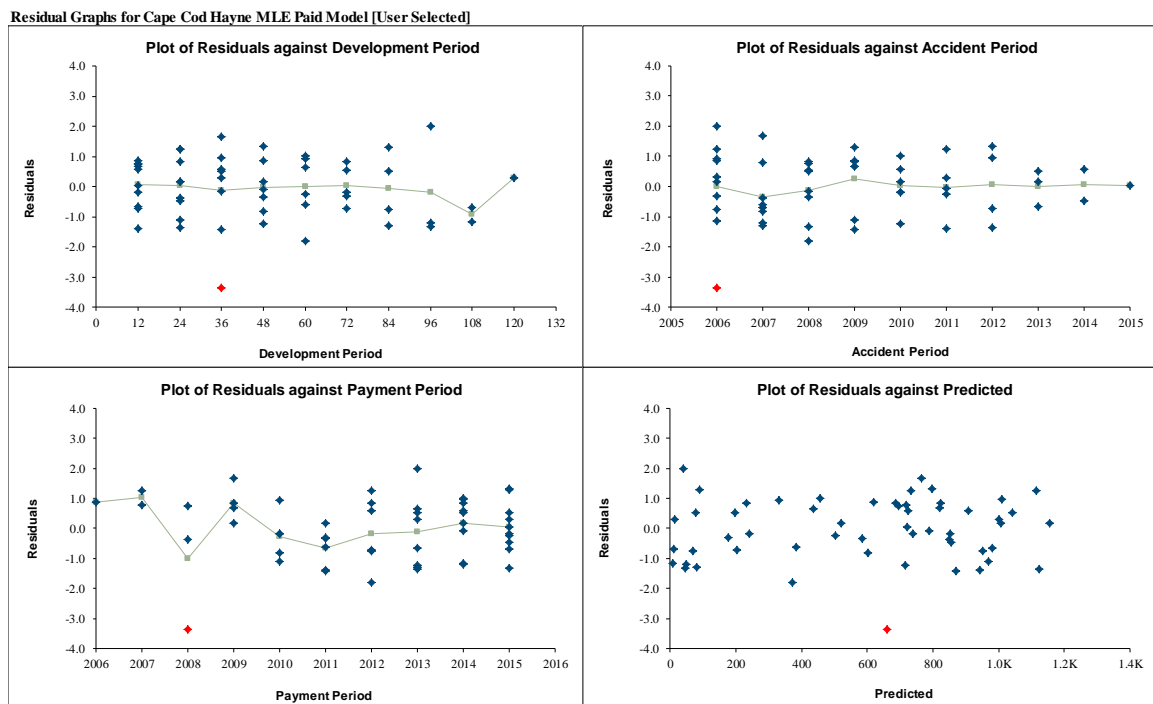 Residual Graphs for Cape Cod Hayne MLE Paid Model [User Selected]
Plot of Residuals against Development Period
4.0
3.0
2.0
1.0
0.0
-1.0
-2.0
-3.0
-4.0
Residuals
0 12 24 36 48 60 72 84 96 108 120 132
Development Period
Plot of Residuals against Accident Period
4.0
3.0
2.0
1.0
0.0
-1.0
-2.0
-3.0
-4.0
Residuals
2005 2006 2007 2008 2009 2010 2011 2012 2013 2014 2015
Accident Period
Plot of Residuals against Payment Period
4.0
3.0
2.0
1.0
0.0
-1.0
-2.0
-3.0
-4.0
Residuals
2006 2007 2008 2009 2010 2011 2012 2013 2014 2015 2016
Payment Period
Plot of Residuals against Predicted
4.0
3.0
2.0
1.0
0.0
-1.0
-2.0
-3.0
-4.0
Residuals
0 200 400 600 800 1.0K 1.2K 1.4K
Predicted